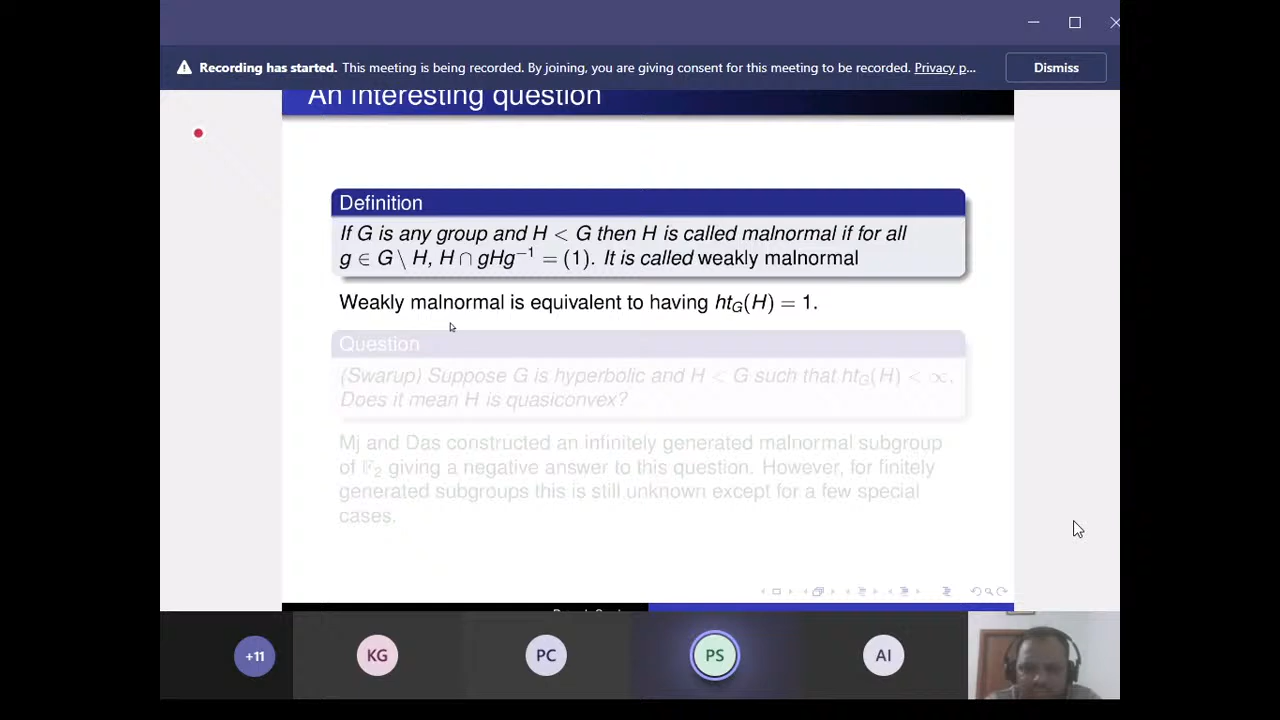 Recording has started. This meeting is being recorded. By joining, you are giving consent for this meeting to be recorded. Privacy p...
Dismiss
An interesting question
Definition
If G is any group and H < G then H is called malnormal if for all
g ∈ G \ H, H ∩ gHg⁻¹ = (1). It is called weakly malnormal
Weakly malnormal is equivalent to having ht_G(H) = 1.
Question
(Swarup) Suppose G is hyperbolic and H < G such that ht_G(H) < ∞.
Does it mean H is quasiconvex?
Mj and Das constructed an infinitely generated malnormal subgroup
of 𝔽₂ giving a negative answer to this question. However, for finitely
generated subgroups this is still unknown except for a few special
cases.
+11
KG
PC
PS
AI